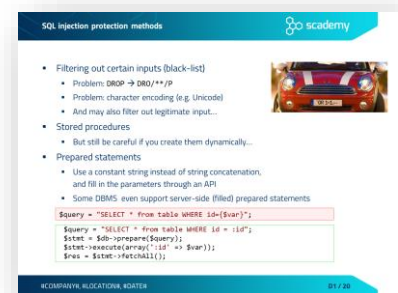 SQL injection protection methods
scademy
Filtering out certain inputs (black-list)
Problem: DROP → DRO/**/P
Problem: character encoding (e.g. Unicode)
And may also filter out legitimate input...
Stored procedures
But still be careful if you create them dynamically...
Prepared statements
Use a constant string instead of string concatenation,
and fill in the parameters through an API
Some DBMS even support server-side (filled) prepared statements
$query = "SELECT * from table WHERE id={$var}";
$query = "SELECT * from table WHERE id = :id";
$stmt = $db->prepare($query);
$stmt->execute(array(':id' => $var));
$res = $stmt->fetchAll();
#COMPANY#, #LOCATION#, #DATE#
D1 / 20